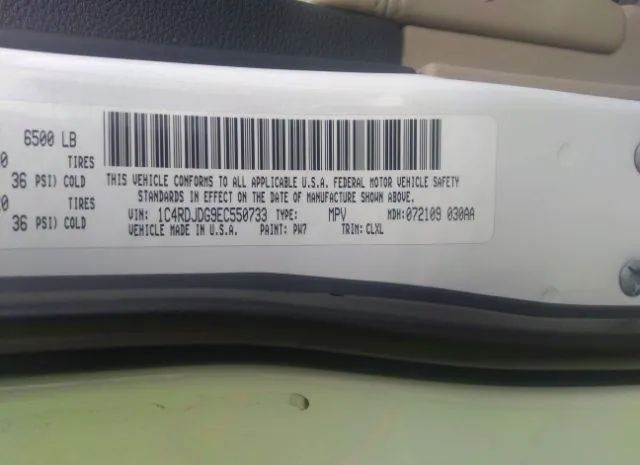 6500 LB
0 TIRES
36 PSI) COLD
20 TIRES
36 PSI) COLD
THIS VEHICLE CONFORMS TO ALL APPLICABLE U.S.A. FEDERAL MOTOR VEHICLE SAFETY
STANDARDS IN EFFECT ON THE DATE OF MANUFACTURE SHOWN ABOVE.
VIN: 1C4RDJDG9EC550733 TYPE: MPV MDH: 072109 030AA
VEHICLE MADE IN U.S.A. PAINT: PW7 TRIM: CLXL